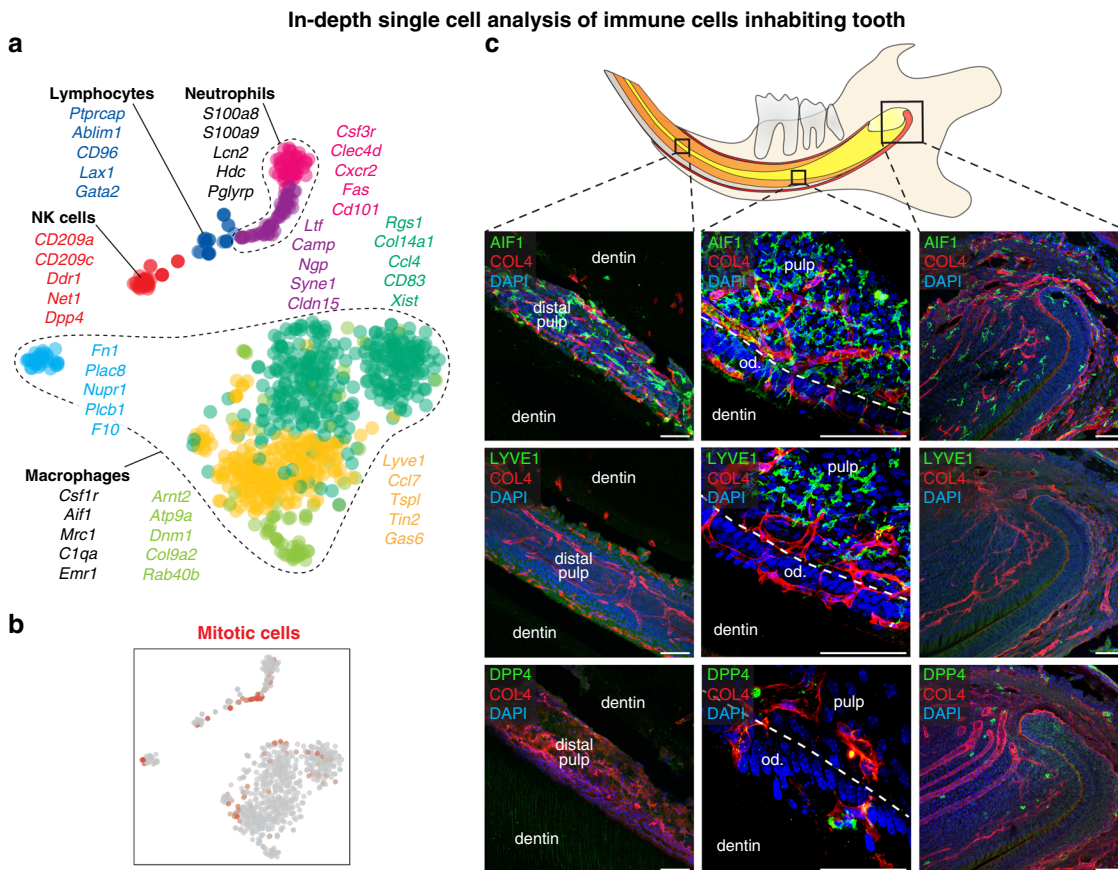 In-depth single cell analysis of immune cells inhabiting tooth
a
Lymphocytes
Ptprcap
Ablim1
CD96
Lax1
Gata2
Neutrophils
S100a8
S100a9
Lcn2
Hdc
Pglyrp
Csf3r
Clec4d
Cxcr2
Fas
Cd101
NK cells
CD209a
CD209c
Ddr1
Net1
Dpp4
Ltf
Camp
Ngp
Syne1
Cldn15
Rgs1
Col14a1
Ccl4
CD83
Xist
Fn1
Plac8
Nupr1
Plcb1
F10
Macrophages
Csf1r
Aif1
Mrc1
C1qa
Emr1
Arnt2
Atp9a
Dnm1
Col9a2
Rab40b
Lyve1
Ccl7
Tspl
Tin2
Gas6
b
Mitotic cells
c
AIF1
COL4
DAPI
dentin
distal
pulp
dentin
AIF1
COL4
DAPI
pulp
od.
dentin
AIF1
COL4
DAPI
LYVE1
COL4
DAPI
dentin
distal
pulp
dentin
LYVE1
COL4
DAPI
pulp
od.
dentin
LYVE1
COL4
DAPI
DPP4
COL4
DAPI
dentin
distal
pulp
dentin
DPP4
COL4
DAPI
pulp
od.
dentin
DPP4
COL4
DAPI